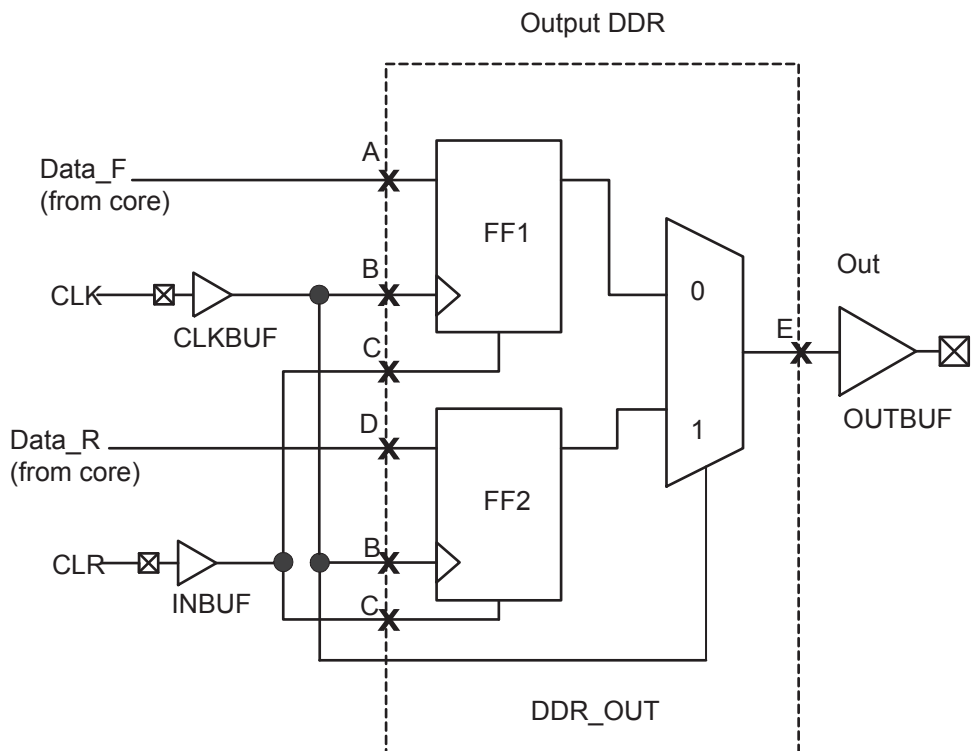 Output DDR
A
Data_F
(from core)
FF1
B
CLK
CLKBUF
0
Out
C
E
D
Data_R
(from core)
1
OUTBUF
FF2
B
CLR
INBUF
C
DDR_OUT